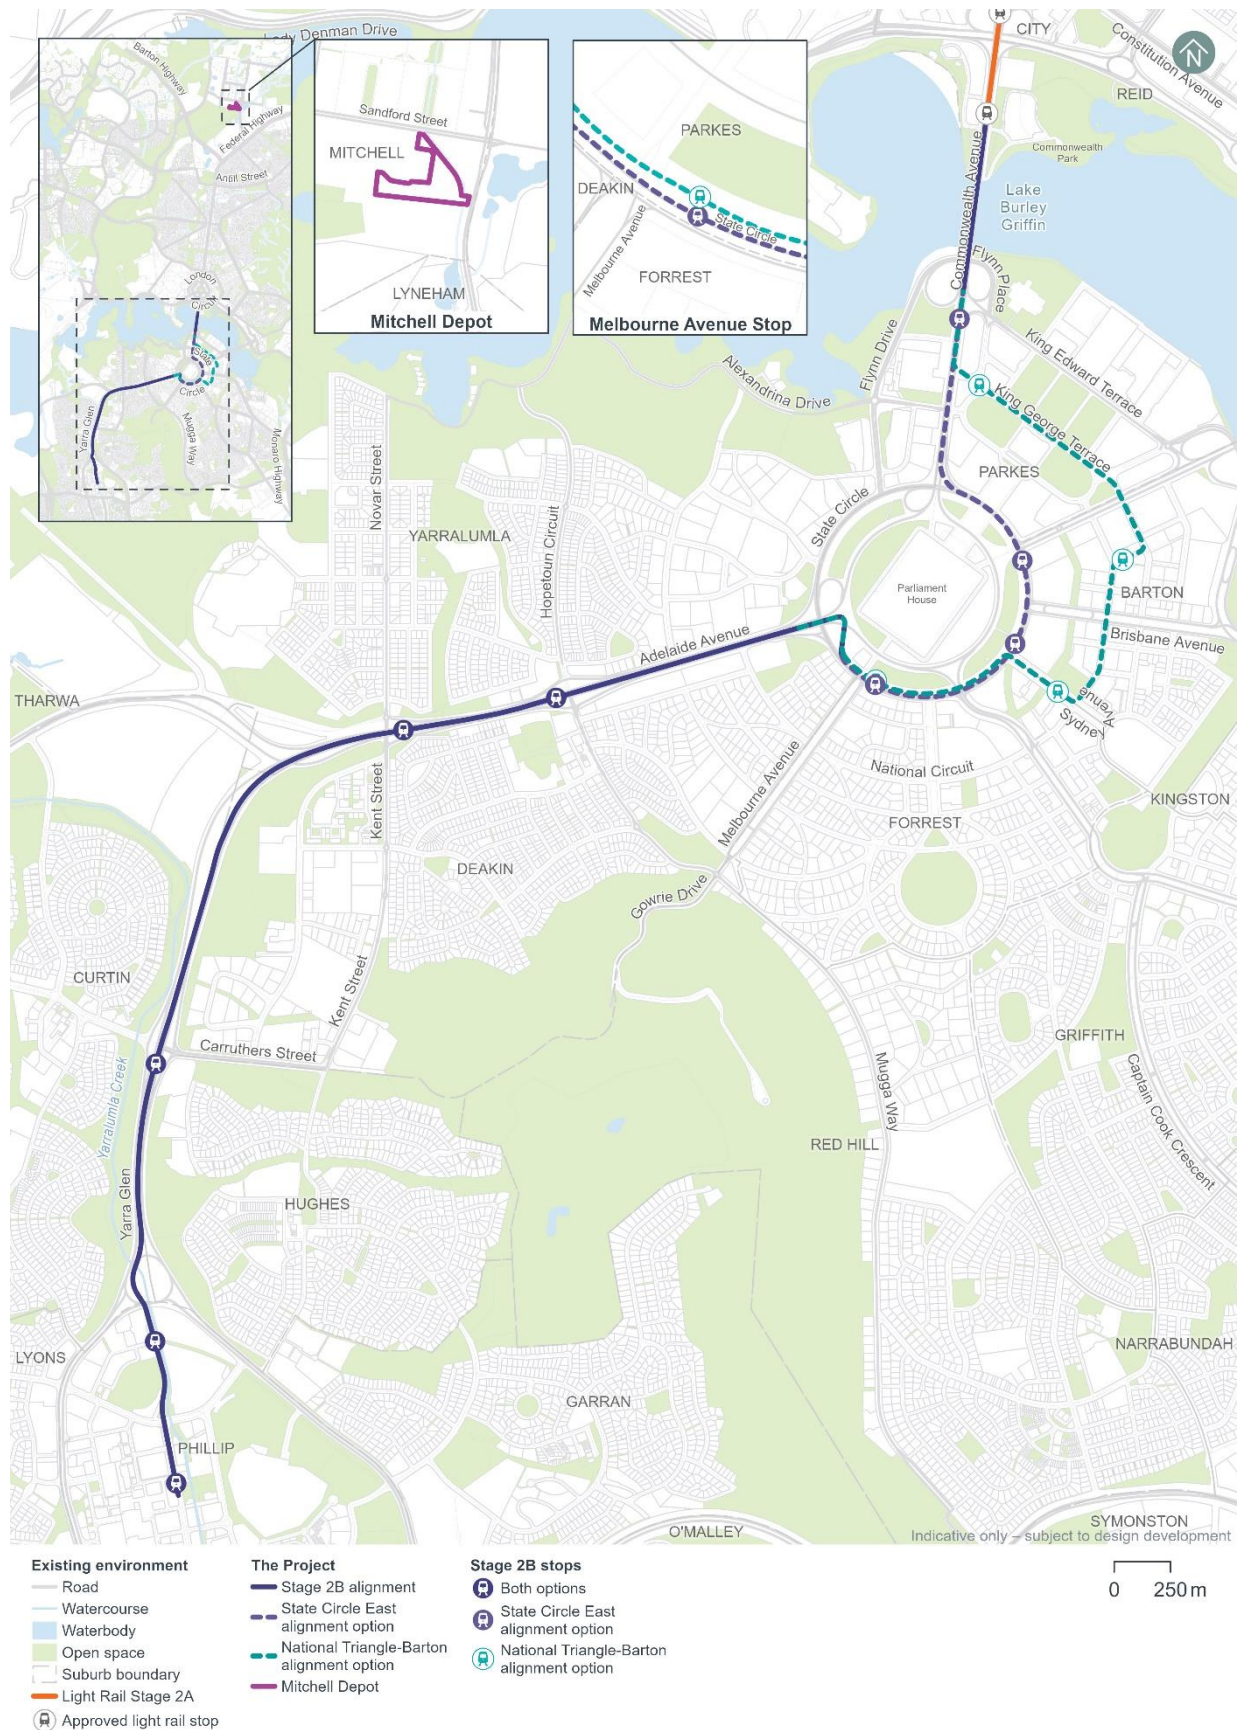 Lady Denman Drive
CITY
Constitution Avenue
N
REID
Barton Highway
Federal Highway
Antill Street
London
Circuit
State
Circle
Yarra Glen
Mugga Way
Monaro Highway
Sandford Street
MITCHELL
LYNEHAM
Mitchell Depot
PARKES
DEAKIN
State Circle
Melbourne Avenue
FORREST
Melbourne Avenue Stop
Commonwealth
Park
Commonwealth Avenue
Lake
Burley
Griffin
Flynn Place
Flynn Drive
King Edward Terrace
Alexandrina Drive
King George Terrace
PARKES
Novar Street
YARRALUMLA
Hopetoun Circuit
State Circle
Parliament
House
BARTON
Brisbane Avenue
Adelaide Avenue
THARWA
Sydney Avenue
National Circuit
Melbourne Avenue
Kent Street
KINGSTON
FORREST
DEAKIN
Gowrie Drive
CURTIN
Kent Street
Carruthers Street
GRIFFITH
Yarralumla Creek
Mugga Way
Captain Cook Crescent
RED HILL
Yarra Glen
HUGHES
LYONS
NARRABUNDAH
GARRAN
PHILLIP
SYMONSTON
O'MALLEY
Indicative only – subject to design development
Existing environment
Road
Watercourse
Waterbody
Open space
Suburb boundary
Light Rail Stage 2A
Approved light rail stop
The Project
Stage 2B alignment
State Circle East
alignment option
National Triangle-Barton
alignment option
Mitchell Depot
Stage 2B stops
Both options
State Circle East
alignment option
National Triangle-Barton
alignment option
0 250 m